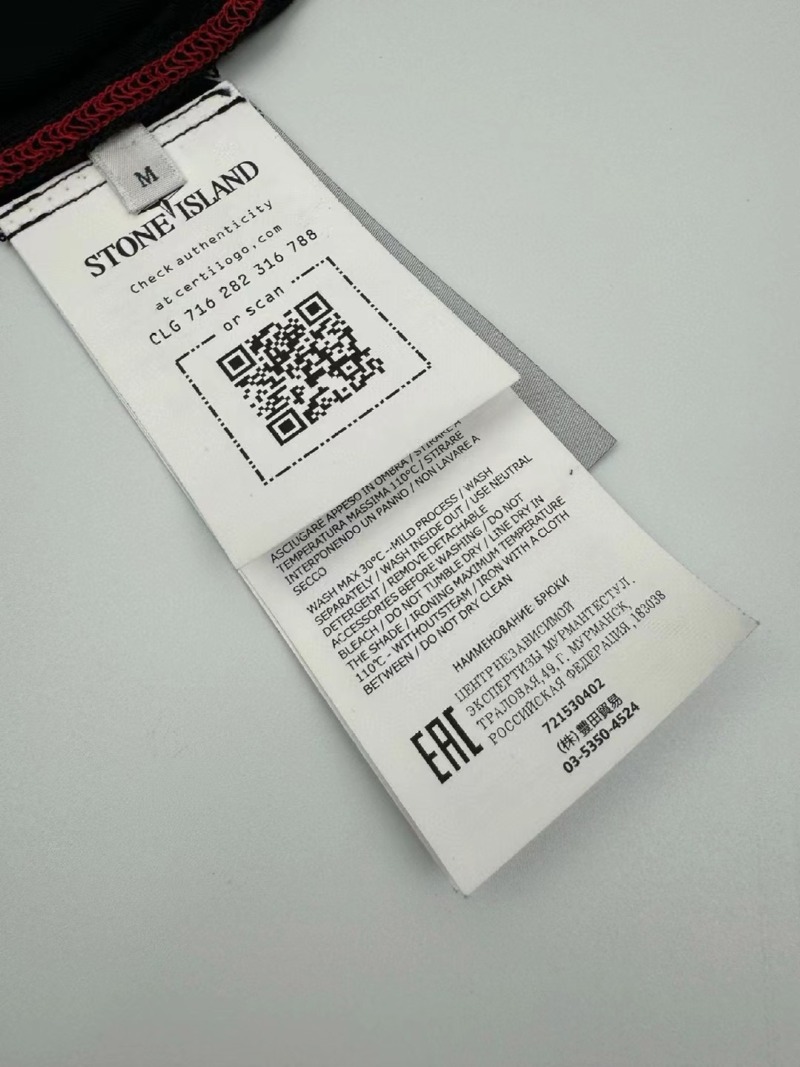 M
STONE ISLAND
Check authenticity
at certilogo.com
CLG 716 282 316 788
or scan
ASCIUGARE APPESO IN OMBRA / STIRARE A
TEMPERATURA MASSIMA 110°C / STIRARE
INTERPONENDO UN PANNO / NON LAVARE A
SECCO
WASH MAX 30°C --MILD PROCESS / WASH
SEPARATELY / WASH INSIDE OUT / USE NEUTRAL
DETERGENT / REMOVE DETACHABLE
ACCESSORIES BEFORE WASHING / DO NOT
BLEACH / DO NOT TUMBLE DRY / LINE DRY IN
THE SHADE / IRONING MAXIMUM TEMPERATURE
110°C - WITHOUTSTEAM / IRON WITH A CLOTH
BETWEEN / DO NOT DRY CLEAN
НАИМЕНОВАНИЕ: БРЮКИ
ЦЕНТРНЕЗАВИСИМОЙ
ЭКСПЕРТИЗЫ МУРМАНТЕСТУЛ.
ТРАЛОВАЯ,49, Г, МУРМАНСК,
РОССИЙСКАЯ ФЕДЕРАЦИЯ, 183038
EAC
721530402
(株)豐田貿易
03-5350-4524